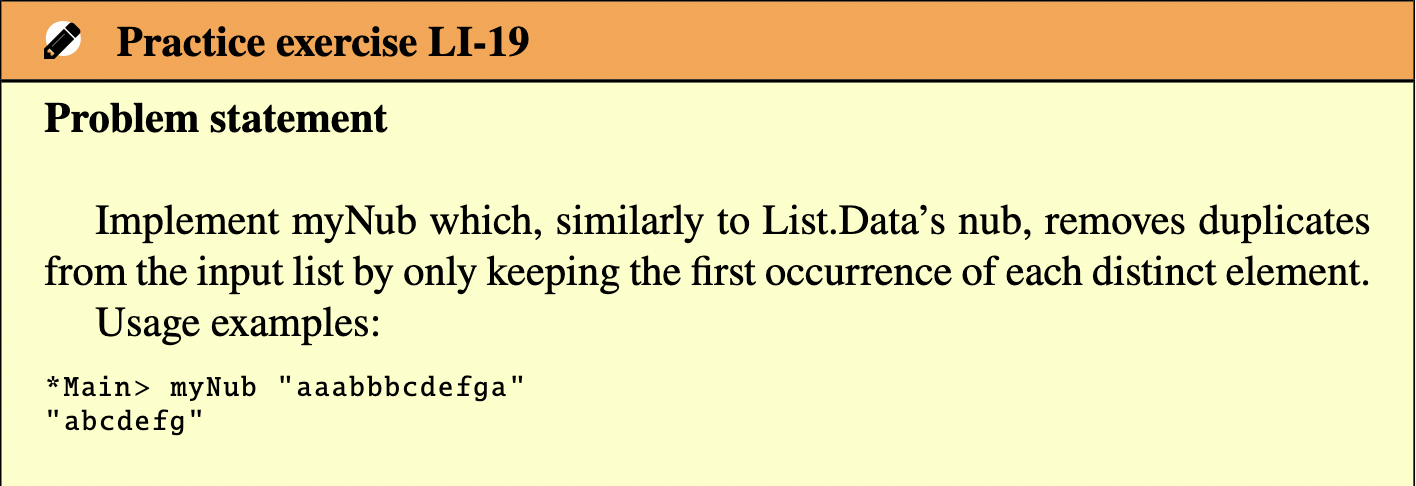 Practice exercise LI-19
Problem statement
Implement myNub which, similarly to List.Data’s nub, removes duplicates
from the input list by only keeping the first occurrence of each distinct element.
Usage examples:
*Main> myNub "aaabbbcdefga"
"abcdefg"